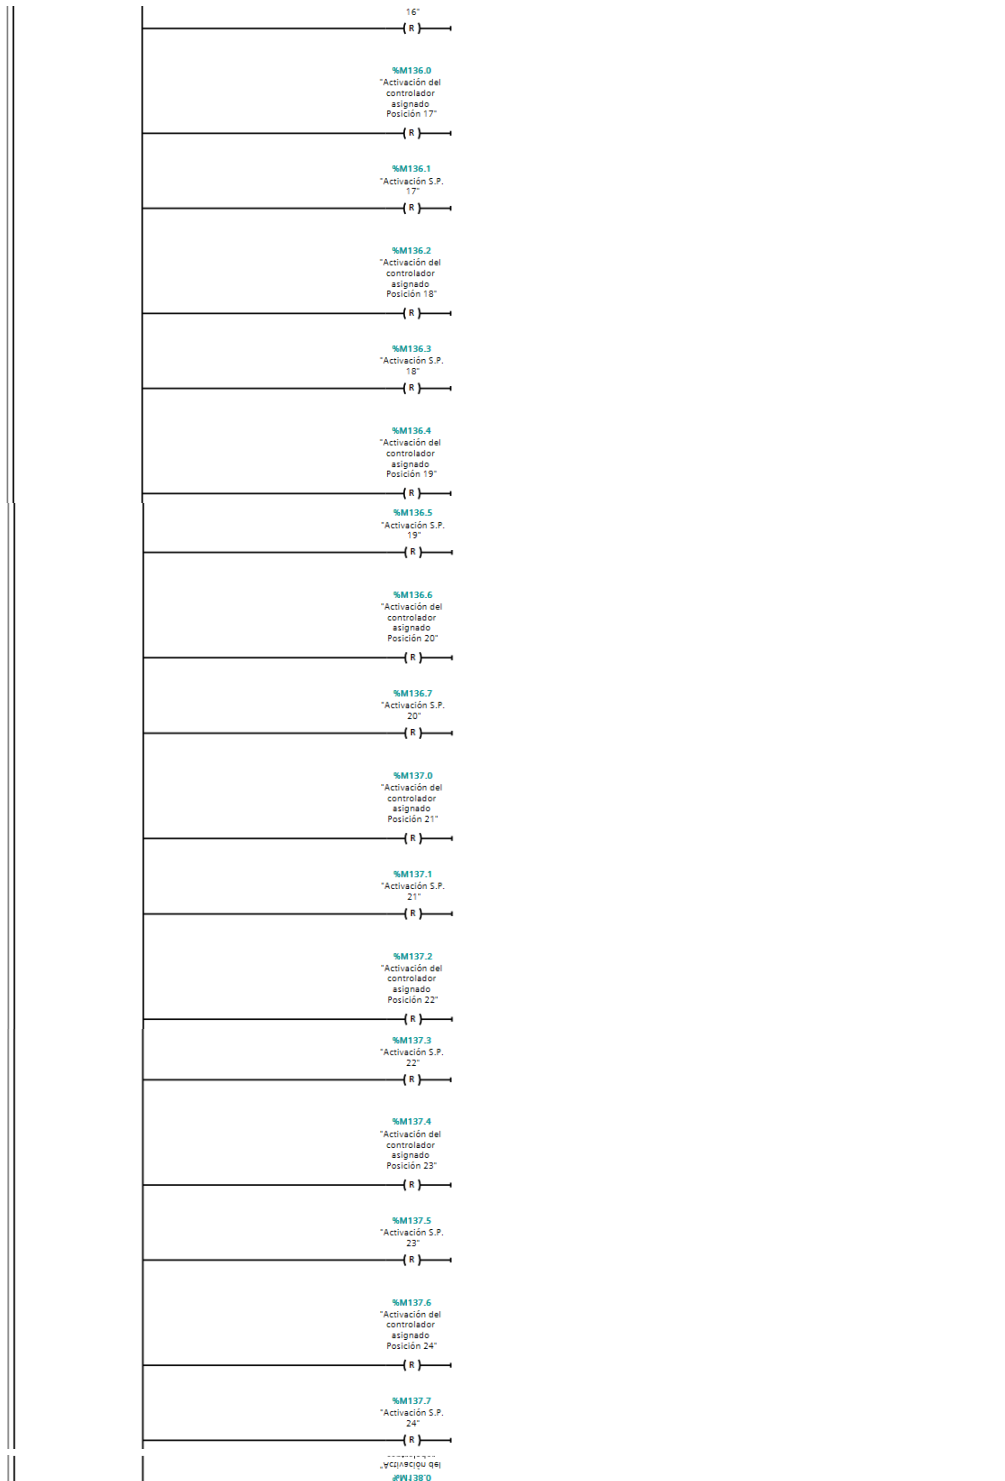 16"
( R )
%M136.0
"Activación del
controlador
asignado
Posición 17"
( R )
%M136.1
"Activación S.P.
17"
( R )
%M136.2
"Activación del
controlador
asignado
Posición 18"
( R )
%M136.3
"Activación S.P.
18"
( R )
%M136.4
"Activación del
controlador
asignado
Posición 19"
( R )
%M136.5
"Activación S.P.
19"
( R )
%M136.6
"Activación del
controlador
asignado
Posición 20"
( R )
%M136.7
"Activación S.P.
20"
( R )
%M137.0
"Activación del
controlador
asignado
Posición 21"
( R )
%M137.1
"Activación S.P.
21"
( R )
%M137.2
"Activación del
controlador
asignado
Posición 22"
( R )
%M137.3
"Activación S.P.
22"
( R )
%M137.4
"Activación del
controlador
asignado
Posición 23"
( R )
%M137.5
"Activación S.P.
23"
( R )
%M137.6
"Activación del
controlador
asignado
Posición 24"
( R )
%M137.7
"Activación S.P.
24"
( R )
%M138.0
"Activación del